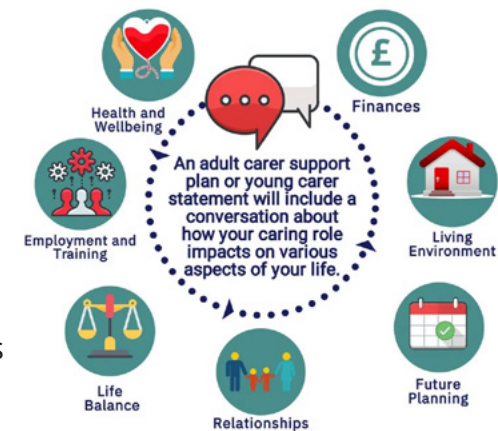 Health and
Wellbeing
£
Finances
An adult carer support
plan or young carer
statement will include a
conversation about
how your caring role
impacts on various
aspects of your life.
Employment and
Training
Living
Environment
s
Life
Balance
Relationships
Future
Planning